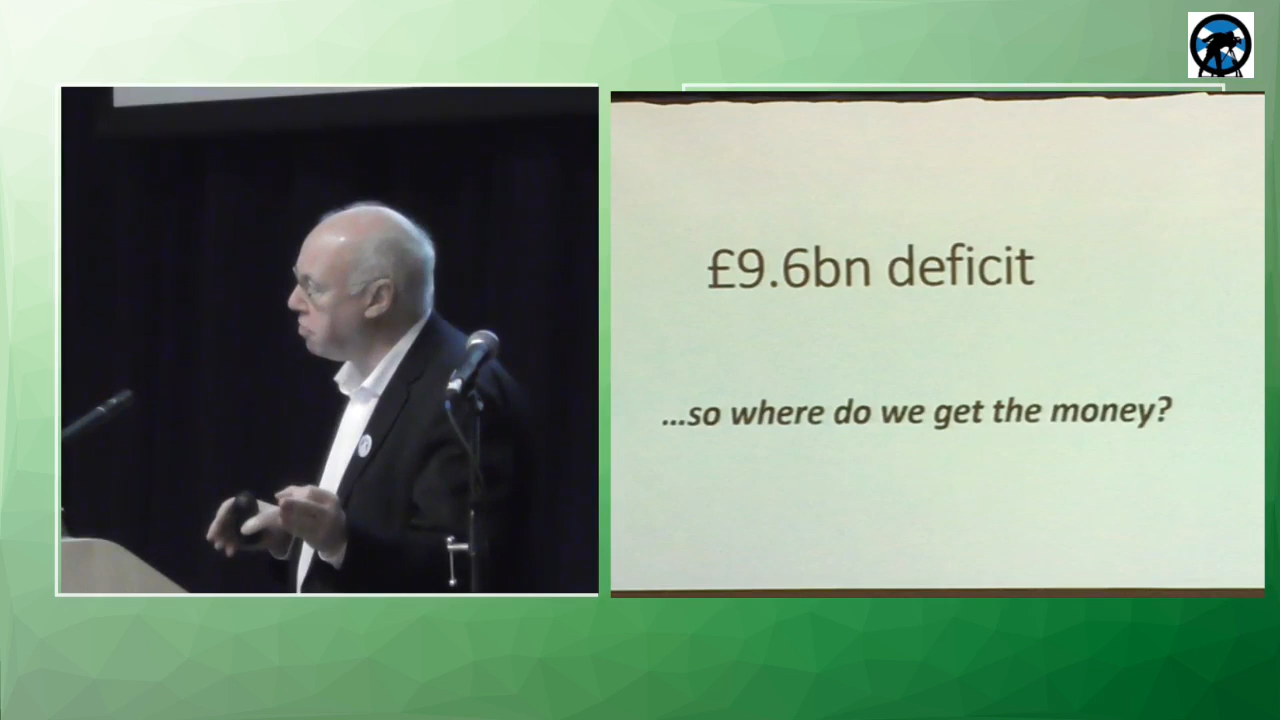 £9.6bn deficit
...so where do we get the money?